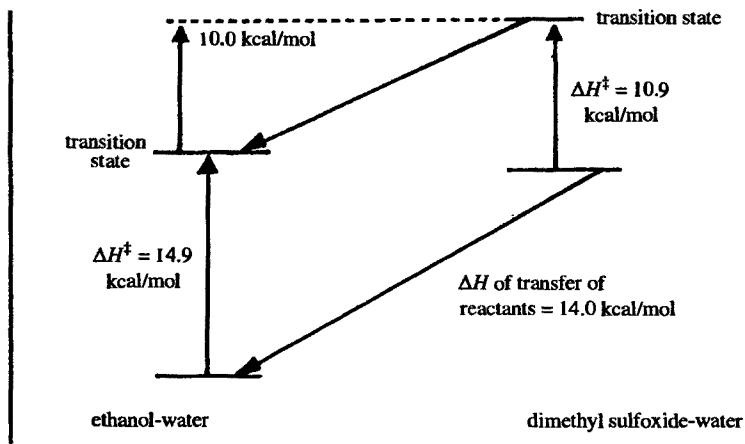 transition state
10.0 kcal/mol
ΔH‡ = 10.9
kcal/mol
transition
state
ΔH‡ = 14.9
kcal/mol
ΔH of transfer of
reactants = 14.0 kcal/mol
ethanol-water
dimethyl sulfoxide-water